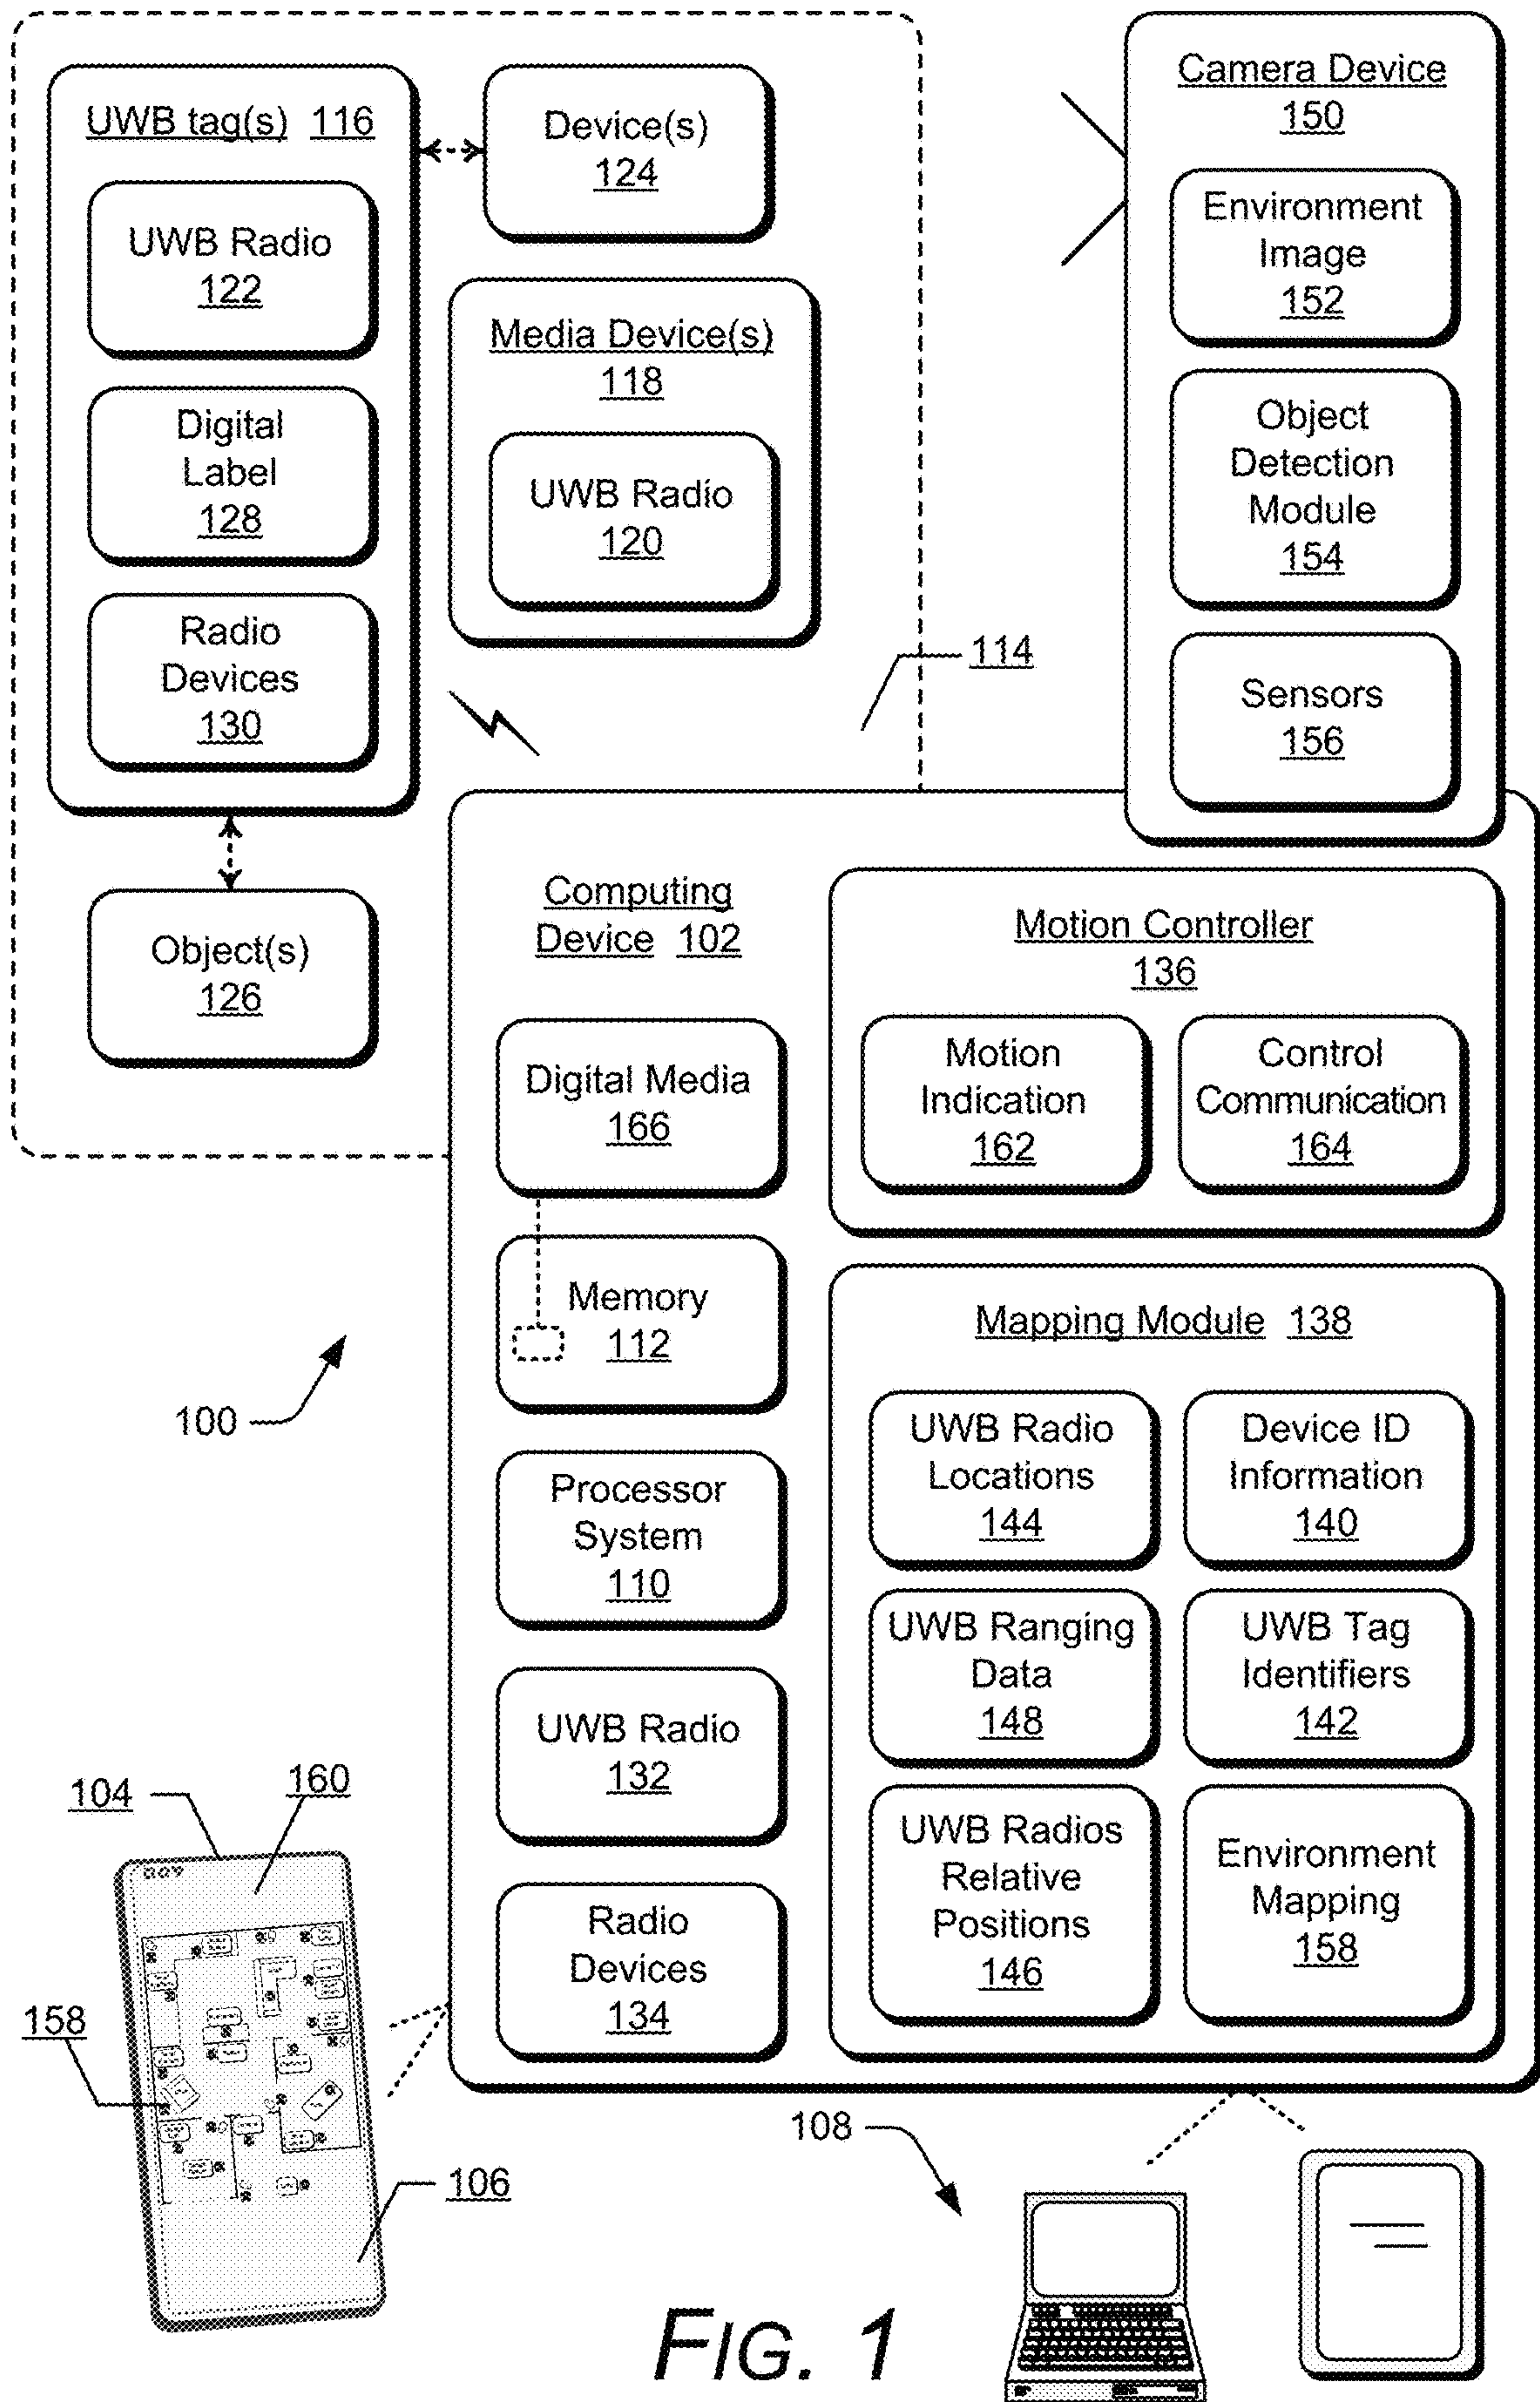 UWB tag(s) 116
UWB Radio
122
Digital
Label
128
Radio
Devices
130
Device(s)
124
Media Device(s)
118
UWB Radio
120
114
Object(s)
126
Camera Device
150
Environment
Image
152
Object
Detection
Module
154
Sensors
156
Computing
Device 102
Digital Media
166
Memory
112
Processor
System
110
UWB Radio
132
Radio
Devices
134
Motion Controller
136
Motion
Indication
162
Control
Communication
164
Mapping Module 138
UWB Radio
Locations
144
Device ID
Information
140
UWB Ranging
Data
148
UWB Tag
Identifiers
142
UWB Radios
Relative
Positions
146
Environment
Mapping
158
100
104
160
158
106
108
FIG. 1